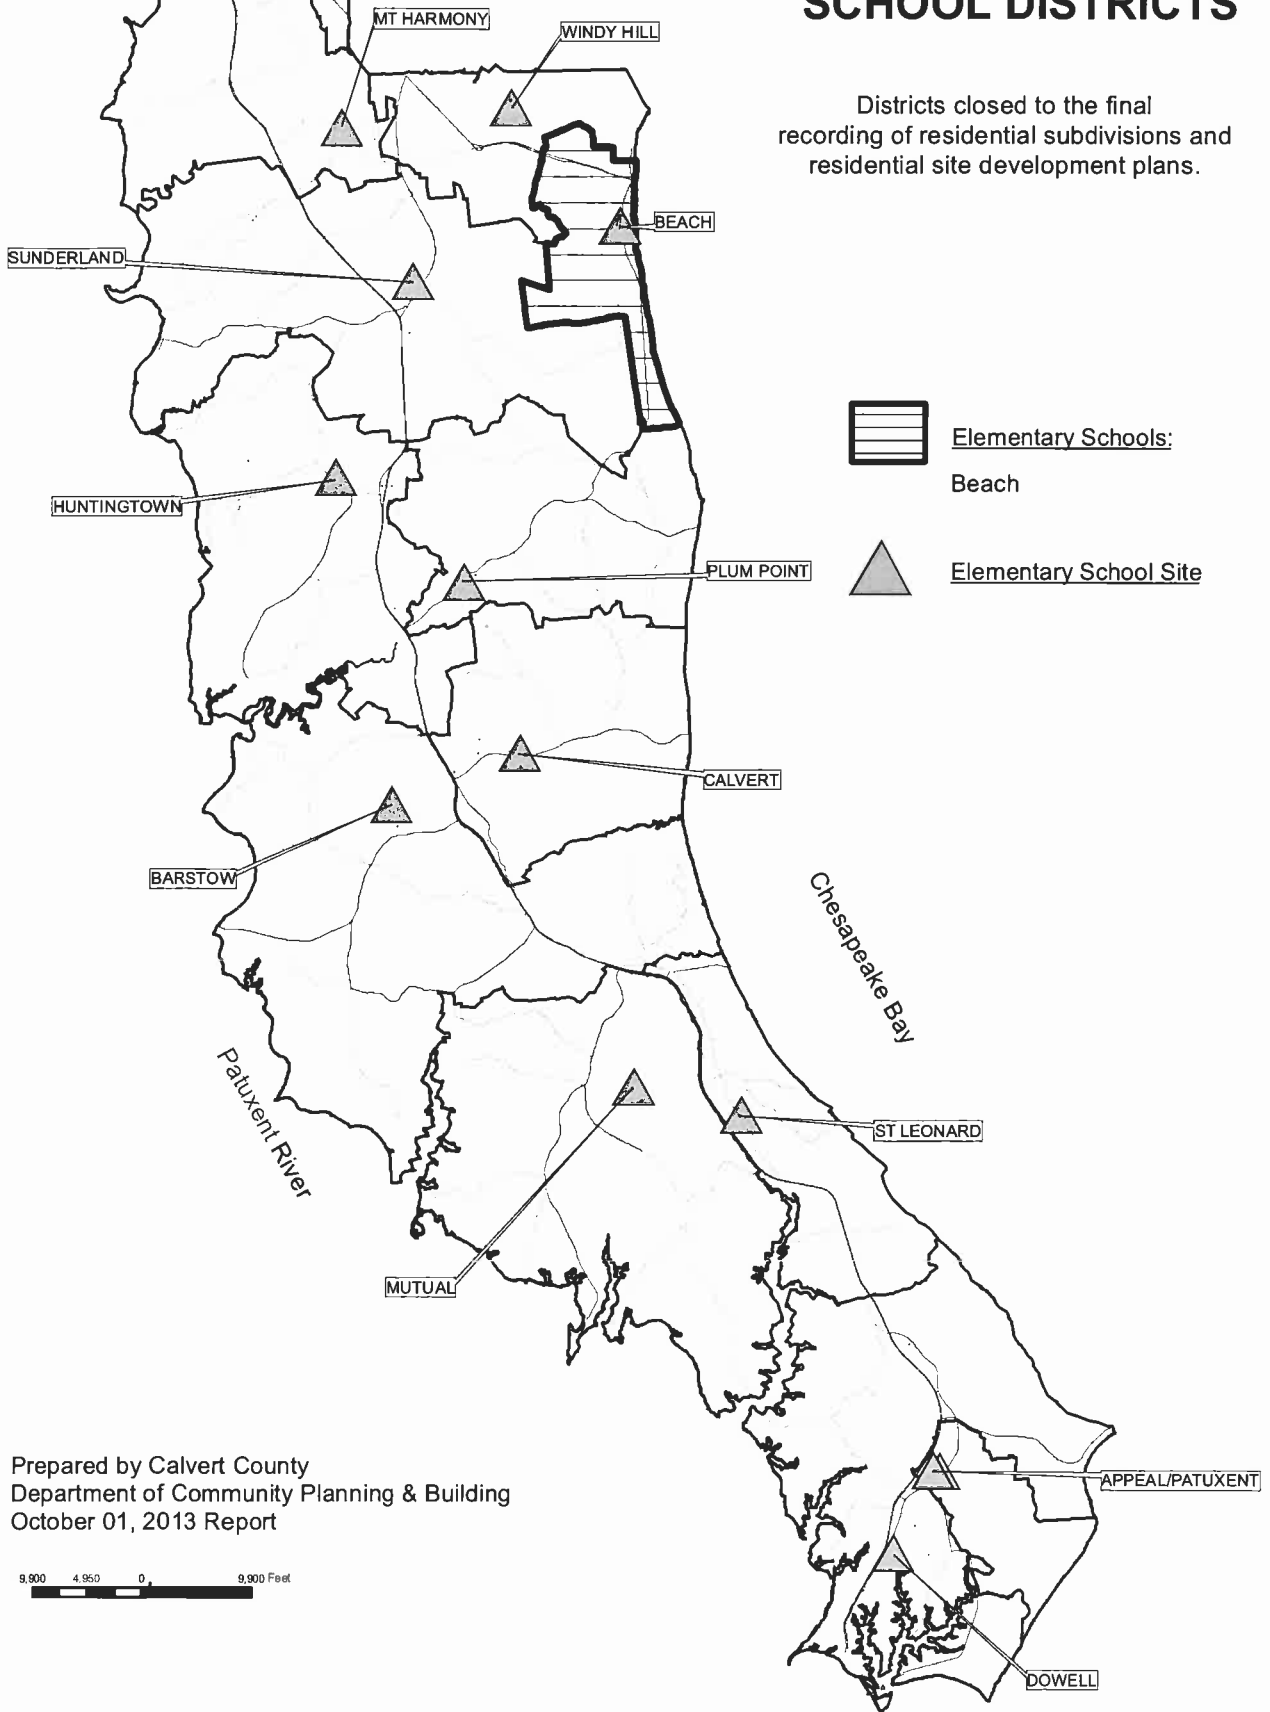 SCHOOL DISTRICTS
Districts closed to the final
recording of residential subdivisions and
residential site development plans.
MT HARMONY
WINDY HILL
BEACH
SUNDERLAND
Elementary Schools:
Beach
HUNTINGTOWN
PLUM POINT
Elementary School Site
CALVERT
BARSTOW
Chesapeake Bay
Patuxent River
ST LEONARD
MUTUAL
APPEAL/PATUXENT
DOWELL
Prepared by Calvert County
Department of Community Planning & Building
October 01, 2013 Report
9,900 4,950 0 9,900 Feet